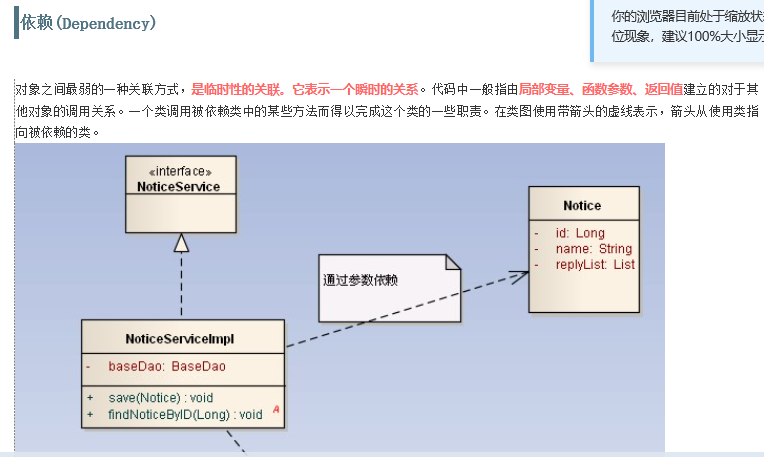 依赖(Dependency)
你的浏览器目前处于缩放状
位现象，建议100%大小显示
对象之间最弱的一种关联方式，是临时性的关联。它表示一个瞬时的关系。代码中一般指由局部变量、函数参数、返回值建立的对于其
他对象的调用关系。一个类调用被依赖类中的某些方法而得以完成这个类的一些职责。在类图使用带箭头的虚线表示，箭头从使用类指
向被依赖的类。
«interface»
NoticeService
Notice
- id: Long
- name: String
- replyList: List
通过参数依赖
NoticeServiceImpl
- baseDao: BaseDao
+ save(Notice) : void
+ findNoticeByID(Long) : void
A